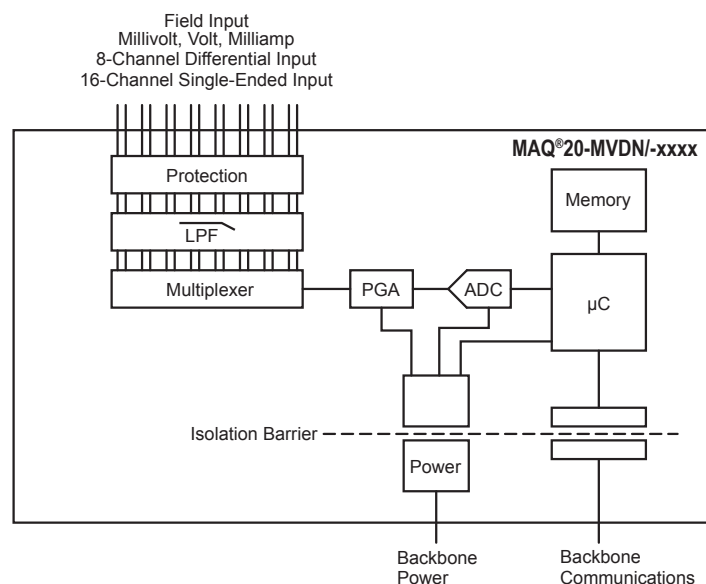 Field Input
Millivolt, Volt, Milliamp
8-Channel Differential Input
16-Channel Single-Ended Input
MAQ®20-MVDN/-xxxx
Protection
LPF
Multiplexer
PGA
ADC
Memory
µC
Isolation Barrier
Power
Backbone
Power
Backbone
Communications